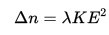 Δn = λKE²